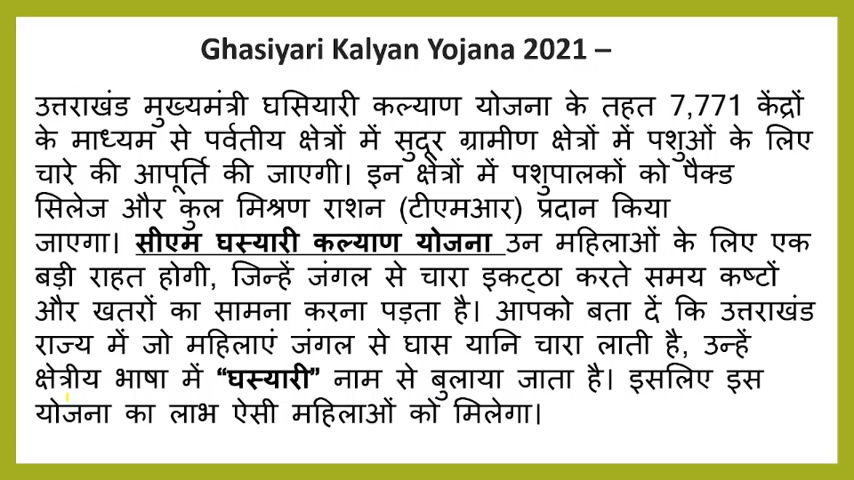 Ghasiyari Kalyan Yojana 2021 –
उत्तराखंड मुख्यमंत्री घसियारी कल्याण योजना के तहत 7,771 केंद्रों
के माध्यम से पर्वतीय क्षेत्रों में सुदूर ग्रामीण क्षेत्रों में पशुओं के लिए
चारे की आपूर्ति की जाएगी। इन क्षेत्रों में पशुपालकों को पैक्ड
सिलेज और कुल मिश्रण राशन (टीएमआर) प्रदान किया
जाएगा। सीएम घस्यारी कल्याण योजना उन महिलाओं के लिए एक
बड़ी राहत होगी, जिन्हें जंगल से चारा इकट्ठा करते समय कष्टों
और खतरों का सामना करना पड़ता है। आपको बता दें कि उत्तराखंड
राज्य में जो महिलाएं जंगल से घास यानि चारा लाती है, उन्हें
क्षेत्रीय भाषा में “घस्यारी” नाम से बुलाया जाता है। इसलिए इस
योजना का लाभ ऐसी महिलाओं को मिलेगा।